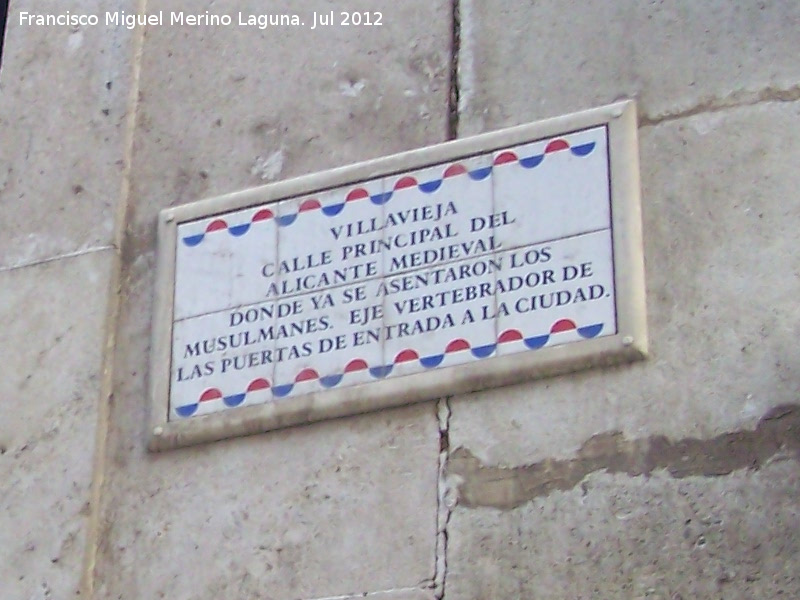 Francisco Miguel Merino Laguna. Jul 2012
VILLAVIEJA
CALLE PRINCIPAL DEL
ALICANTE MEDIEVAL
DONDE YA SE ASENTARON LOS
MUSULMANES. EJE VERTEBRADOR DE
LAS PUERTAS DE ENTRADA A LA CIUDAD.